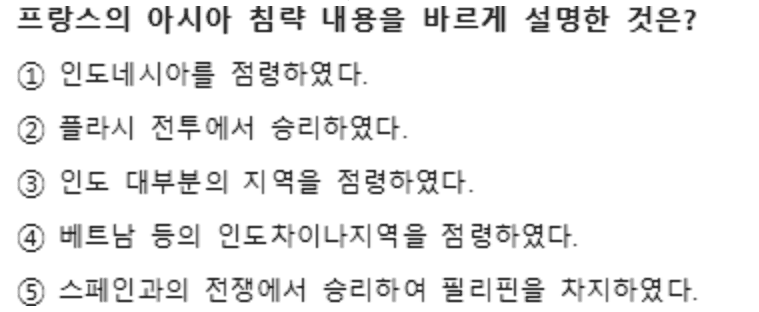 프랑스의 아시아 침략 내용을 바르게 설명한 것은?
① 인도네시아를 점령하였다.
② 플라시 전투에서 승리하였다.
③ 인도 대부분의 지역을 점령하였다.
④ 베트남 등의 인도차이나지역을 점령하였다.
⑤ 스페인과의 전쟁에서 승리하여 필리핀을 차지하였다.